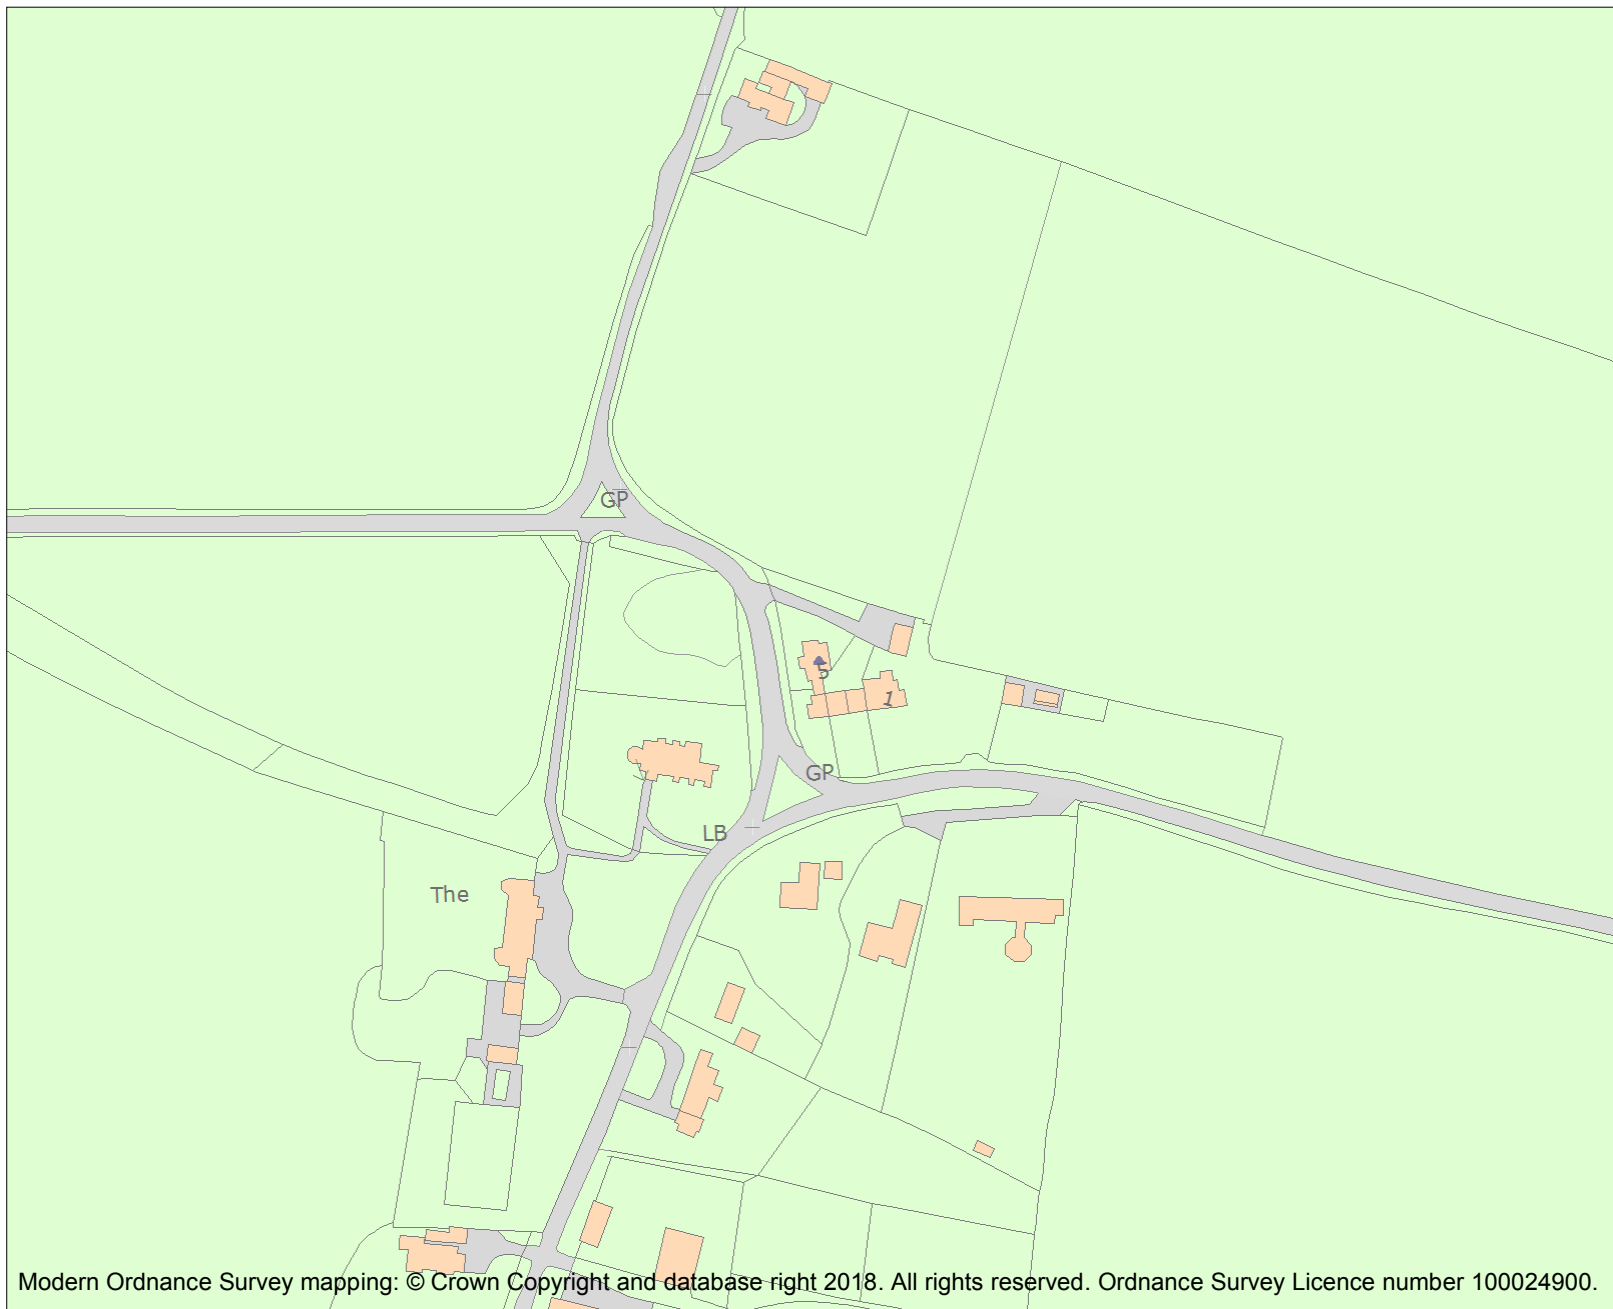 GP
5
1
GP
LB
The
Modern Ordnance Survey mapping: © Crown Copyright and database right 2018. All rights reserved. Ordnance Survey Licence number 100024900.